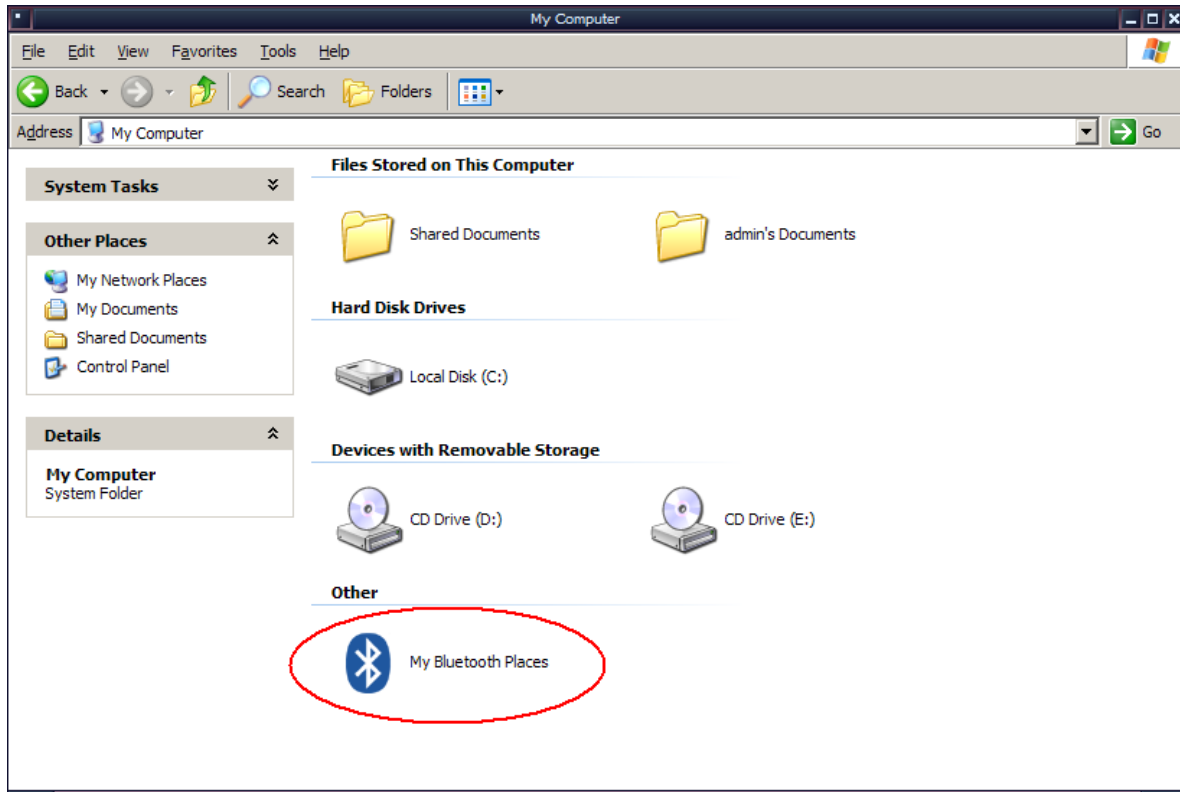 My Computer
File Edit View Favorites Tools Help
Back Search Folders
Address My Computer Go
System Tasks
Other Places
My Network Places
My Documents
Shared Documents
Control Panel
Details
My Computer
System Folder
Files Stored on This Computer
Shared Documents admin's Documents
Hard Disk Drives
Local Disk (C:)
Devices with Removable Storage
CD Drive (D:) CD Drive (E:)
Other
My Bluetooth Places